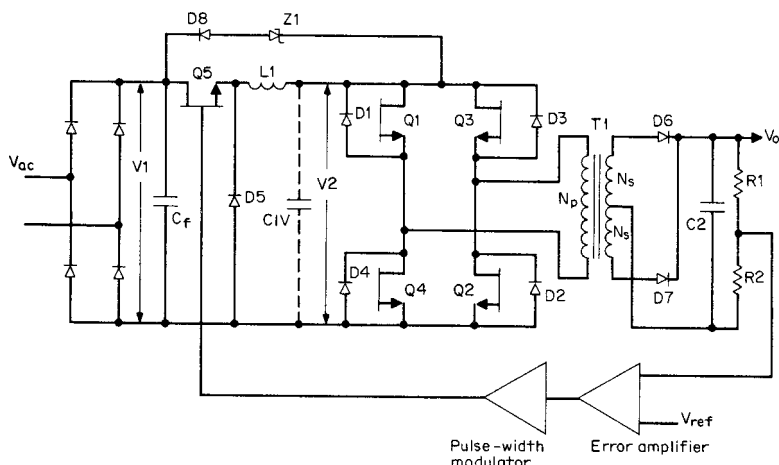 D8
Z1
Q5
L1
D1
Q1
Q3
D3
T1
D6
Vo
Vac
V1
Cf
D5
C1V
V2
Np
Ns
Ns
C2
R1
R2
D4
Q4
Q2
D2
D7
Vref
Pulse-width
modulator
Error amplifier